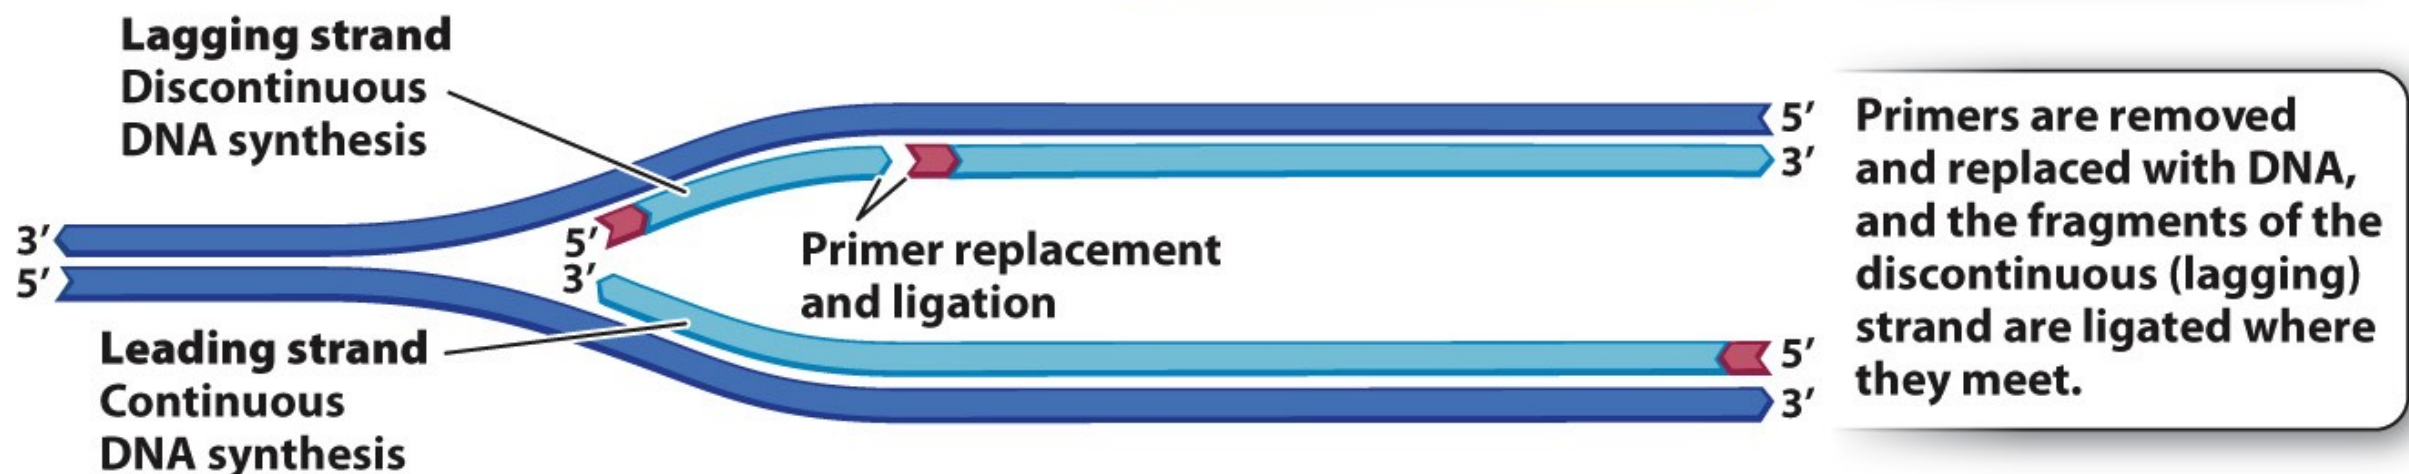 Lagging strand
Discontinuous
DNA synthesis
3′
5′
5′
3′
5′
3′
5′
3′
Primer replacement
and ligation
Leading strand
Continuous
DNA synthesis
Primers are removed
and replaced with DNA,
and the fragments of the
discontinuous (lagging)
strand are ligated where
they meet.